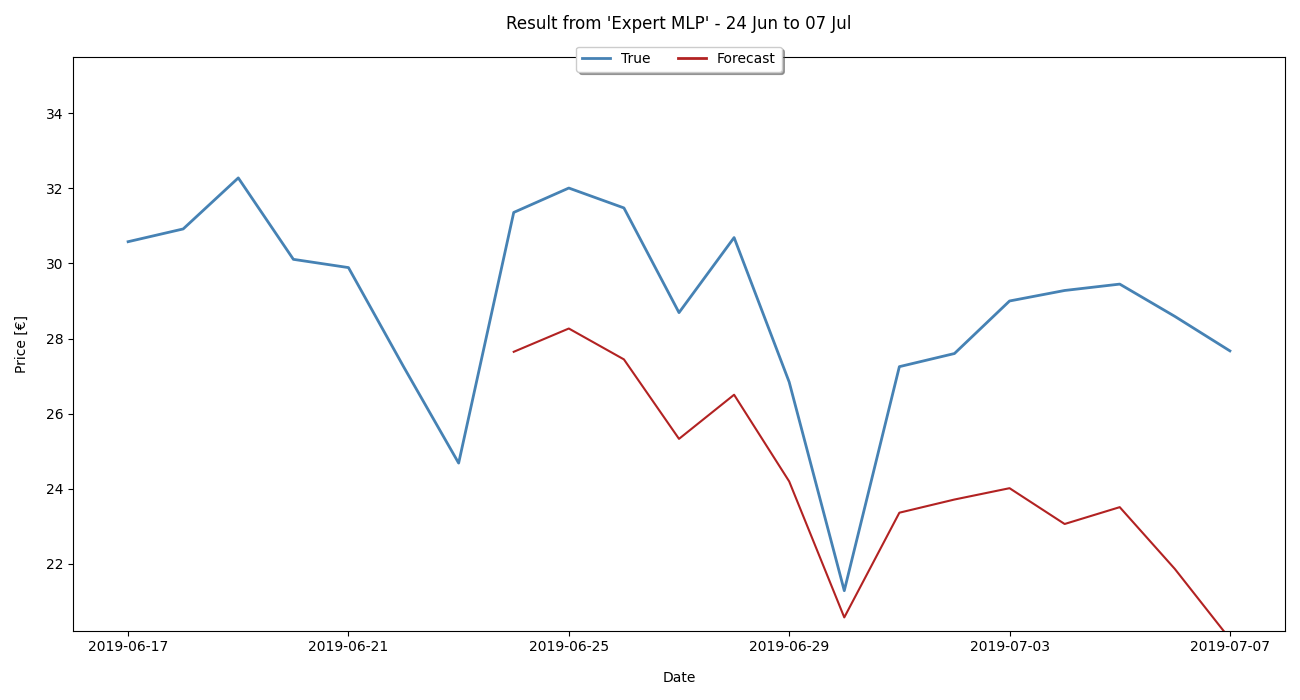 Result from 'Expert MLP' - 24 Jun to 07 Jul
True Forecast
34
32
30
28
26
24
22
Price [€]
2019-06-17 2019-06-21 2019-06-25 2019-06-29 2019-07-03 2019-07-07
Date